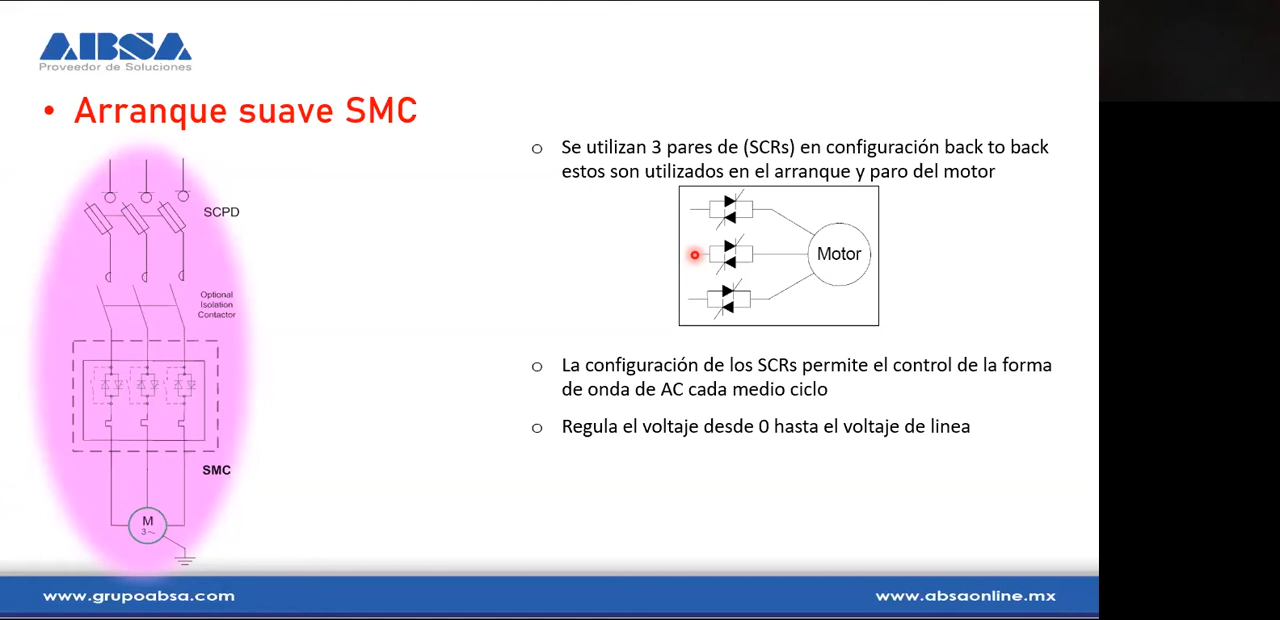 ABSA
Proveedor de Soluciones
• Arranque suave SMC
SCPD
Optional
Isolation
Contactor
SMC
M
3~
o Se utilizan 3 pares de (SCRs) en configuración back to back
estos son utilizados en el arranque y paro del motor
Motor
o La configuración de los SCRs permite el control de la forma
de onda de AC cada medio ciclo
o Regula el voltaje desde 0 hasta el voltaje de linea
www.grupoabsa.com
www.absaonline.mx